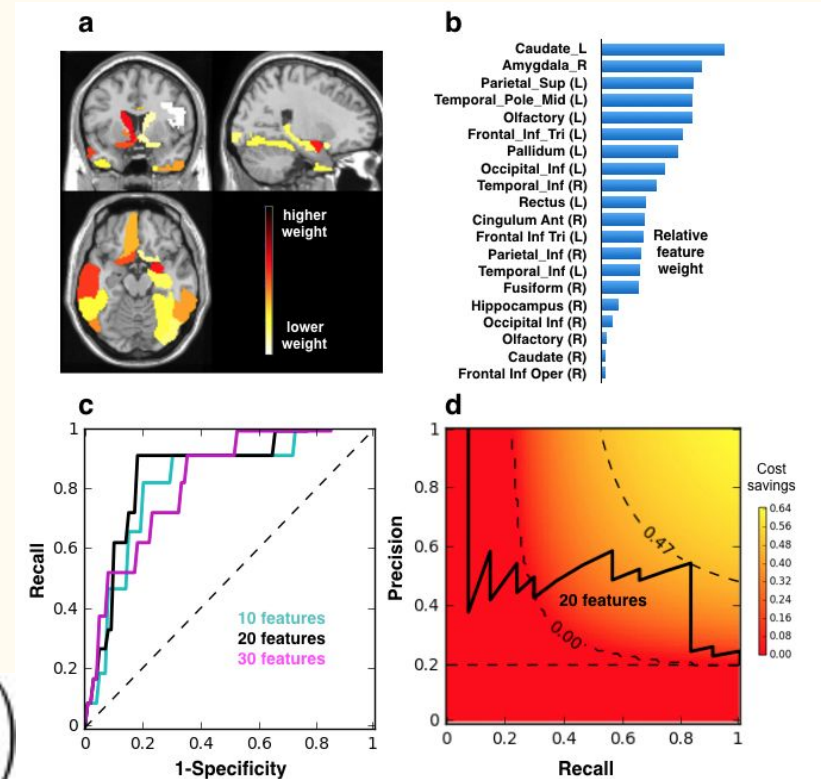 a
higher
weight
lower
weight
b
Caudate_L
Amygdala_R
Parietal_Sup (L)
Temporal_Pole_Mid (L)
Olfactory (L)
Frontal_Inf_Tri (L)
Pallidum (L)
Occipital_Inf (L)
Temporal_Inf (R)
Rectus (L)
Cingulum Ant (R)
Frontal Inf Tri (L)
Parietal_Inf (R)
Temporal_Inf (L)
Fusiform (R)
Hippocampus (R)
Occipital Inf (R)
Olfactory (R)
Caudate (R)
Frontal Inf Oper (R)
Relative
feature
weight
c
Recall
1
0.8
0.6
0.4
0.2
0
10 features
20 features
30 features
0 0.2 0.4 0.6 0.8 1
1-Specificity
d
Precision
1
0.8
0.6
0.4
0.2
0
0.47
20 features
0.00
0 0.2 0.4 0.6 0.8 1
Recall
Cost
savings
0.64
0.56
0.48
0.40
0.32
0.24
0.16
0.08
0.00